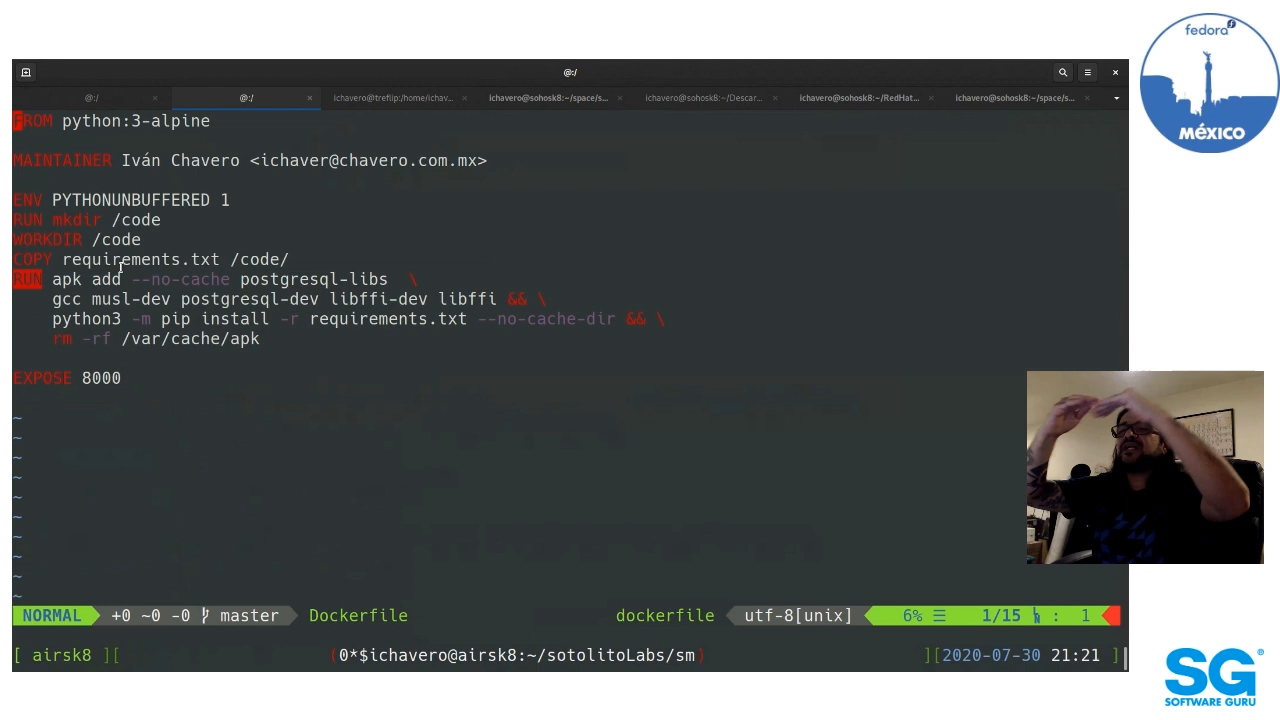 @:/
@:/
@:/
ichavero@treflip:/home/ichav...
ichavero@sohosk8:~/space/s...
ichavero@sohosk8:~/Descar...
ichavero@sohosk8:~/RedHat...
ichavero@sohosk8:~/space/s...
FROM python:3-alpine
MAINTAINER Iván Chavero <ichaver@chavero.com.mx>
ENV PYTHONUNBUFFERED 1
RUN mkdir /code
WORKDIR /code
COPY requirements.txt /code/
RUN apk add --no-cache postgresql-libs \
gcc musl-dev postgresql-dev libffi-dev libffi && \
python3 -m pip install -r requirements.txt --no-cache-dir && \
rm -rf /var/cache/apk
EXPOSE 8000
~
~
~
~
~
~
~
~
~
~
NORMAL +0 ~0 -0 master Dockerfile dockerfile utf-8[unix] 6% ☰ 1/15 : 1
[ airsk8 ][ (0*$ichavero@airsk8:~/sotolitoLabs/sm) ][2020-07-30 21:21 ]
fedora
MÉXICO
SG®
SOFTWARE GURU